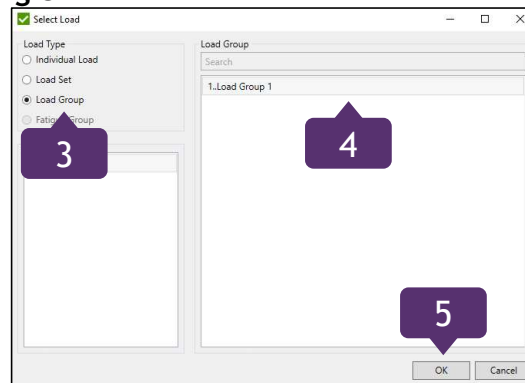 Select Load
Load Type
Individual Load
Load Set
Load Group
3
Load Group
Search
1..Load Group 1
4
5
OK
Cancel